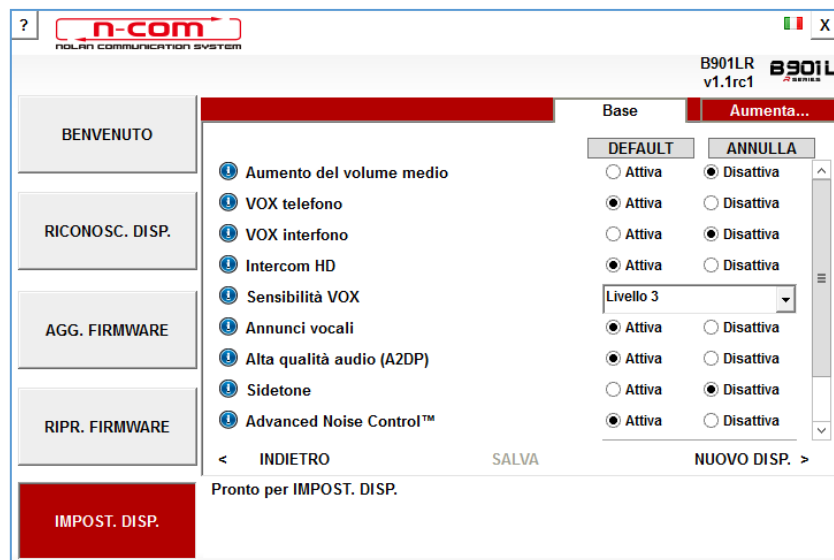 ?
n-com
NOLAN COMMUNICATION SYSTEM
X
B901LR
v1.1rc1
B901L
R SERIES
BENVENUTO
RICONOSC. DISP.
AGG. FIRMWARE
RIPR. FIRMWARE
IMPOST. DISP.
Base
Aumenta...
DEFAULT ANNULLA
Aumento del volume medio Attiva Disattiva
VOX telefono Attiva Disattiva
VOX interfono Attiva Disattiva
Intercom HD Attiva Disattiva
Sensibilità VOX Livello 3
Annunci vocali Attiva Disattiva
Alta qualità audio (A2DP) Attiva Disattiva
Sidetone Attiva Disattiva
Advanced Noise Control™ Attiva Disattiva
< INDIETRO SALVA NUOVO DISP. >
Pronto per IMPOST. DISP.